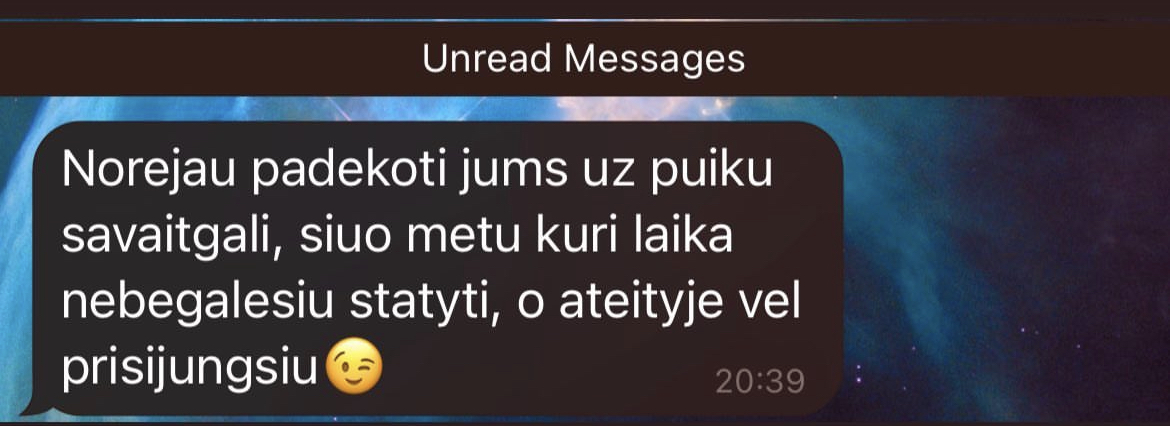 Unread Messages
Norejau padekoti jums uz puiku
savaitgali, siuo metu kuri laika
nebegalesiu statyti, o ateityje vel
prisijungsiu😉
20:39